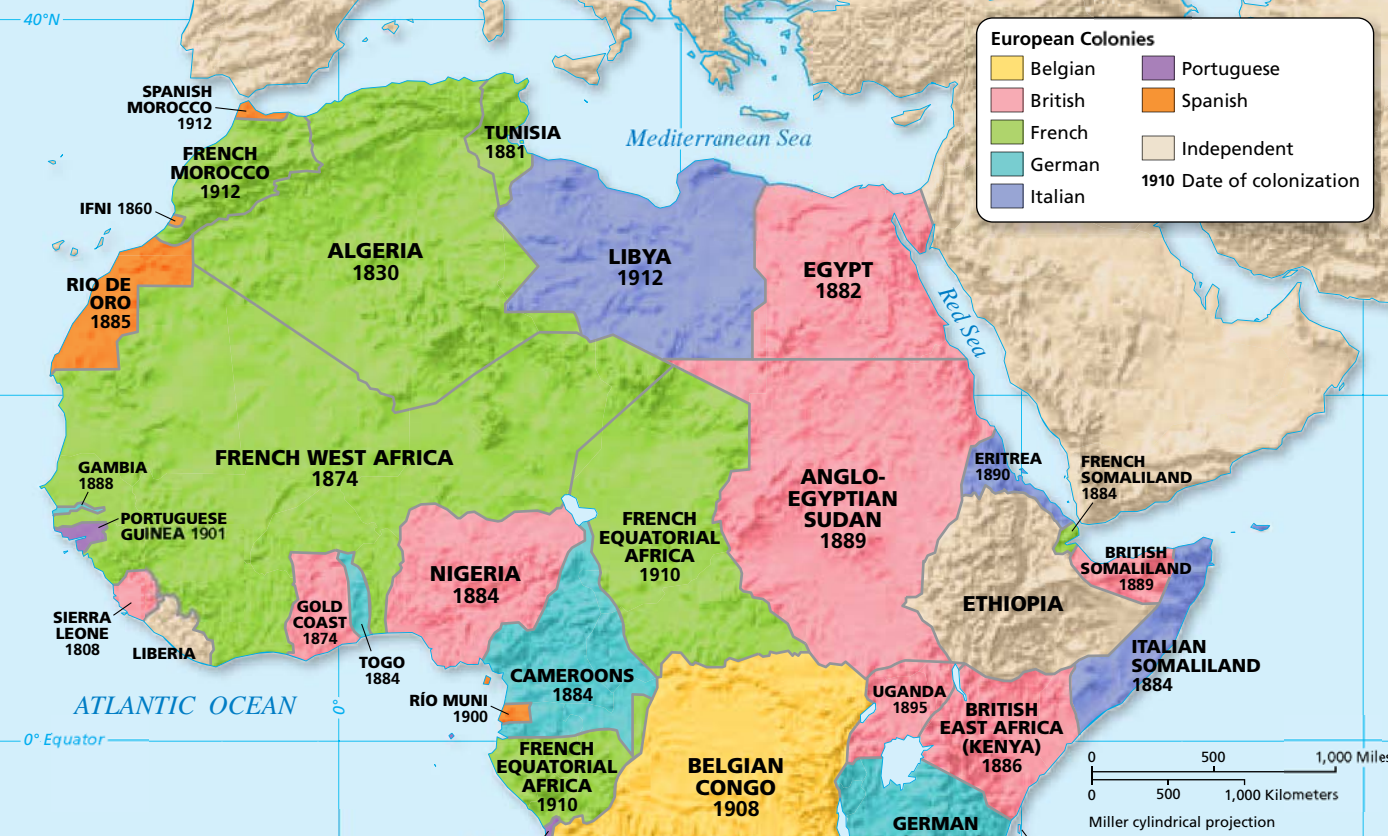 40°N
European Colonies
Belgian
British
French
German
Italian
Portuguese
Spanish
Independent
1910 Date of colonization
SPANISH
MOROCCO
1912
FRENCH
MOROCCO
1912
IFNI 1860
TUNISIA
1881
Mediterranean Sea
ALGERIA
1830
LIBYA
1912
EGYPT
1882
RIO DE
ORO
1885
Red Sea
FRENCH WEST AFRICA
1874
GAMBIA
1888
PORTUGUESE
GUINEA 1901
ANGLO-
EGYPTIAN
SUDAN
1889
ERITREA
1890
FRENCH
SOMALILAND
1884
FRENCH
EQUATORIAL
AFRICA
1910
BRITISH
SOMALILAND
1889
NIGERIA
1884
GOLD
COAST
1874
SIERRA
LEONE
1808
LIBERIA
TOGO
1884
ETHIOPIA
ITALIAN
SOMALILAND
1884
CAMEROONS
1884
ATLANTIC OCEAN
RÍO MUNI
1900
UGANDA
1895
BRITISH
EAST AFRICA
(KENYA)
1886
0°
0° Equator
FRENCH
EQUATORIAL
AFRICA
1910
BELGIAN
CONGO
1908
GERMAN
0 500 1,000 Miles
0 500 1,000 Kilometers
Miller cylindrical projection